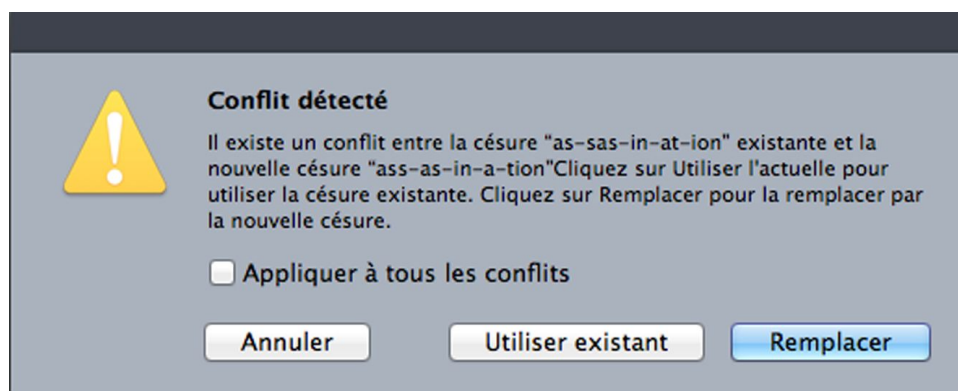 Conflit détecté
Il existe un conflit entre la césure "as-sas-in-at-ion" existante et la
nouvelle césure "ass-as-in-a-tion"Cliquez sur Utiliser l'actuelle pour
utiliser la césure existante. Cliquez sur Remplacer pour la remplacer par
la nouvelle césure.
Appliquer à tous les conflits
Annuler Utiliser existant Remplacer